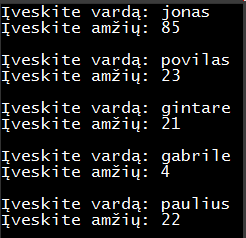 Įveskite vardą: jonas
Įveskite amžių: 85
Įveskite vardą: povilas
Įveskite amžių: 23
Įveskite vardą: gintare
Įveskite amžių: 21
Įveskite vardą: gabrile
Įveskite amžių: 4
Įveskite vardą: paulius
Įveskite amžių: 22